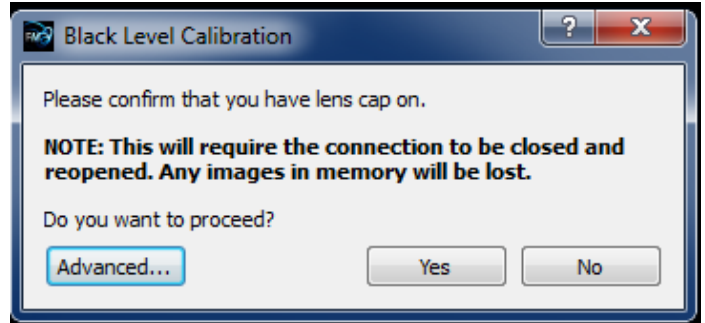 Black Level Calibration
Please confirm that you have lens cap on.
NOTE: This will require the connection to be closed and
reopened. Any images in memory will be lost.
Do you want to proceed?
Advanced... Yes No